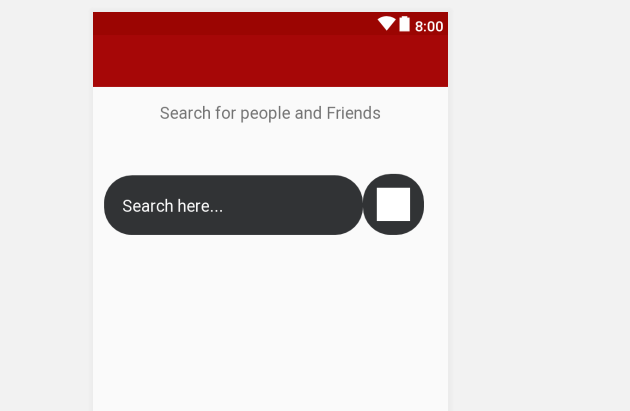 8:00
Search for people and Friends
Search here...